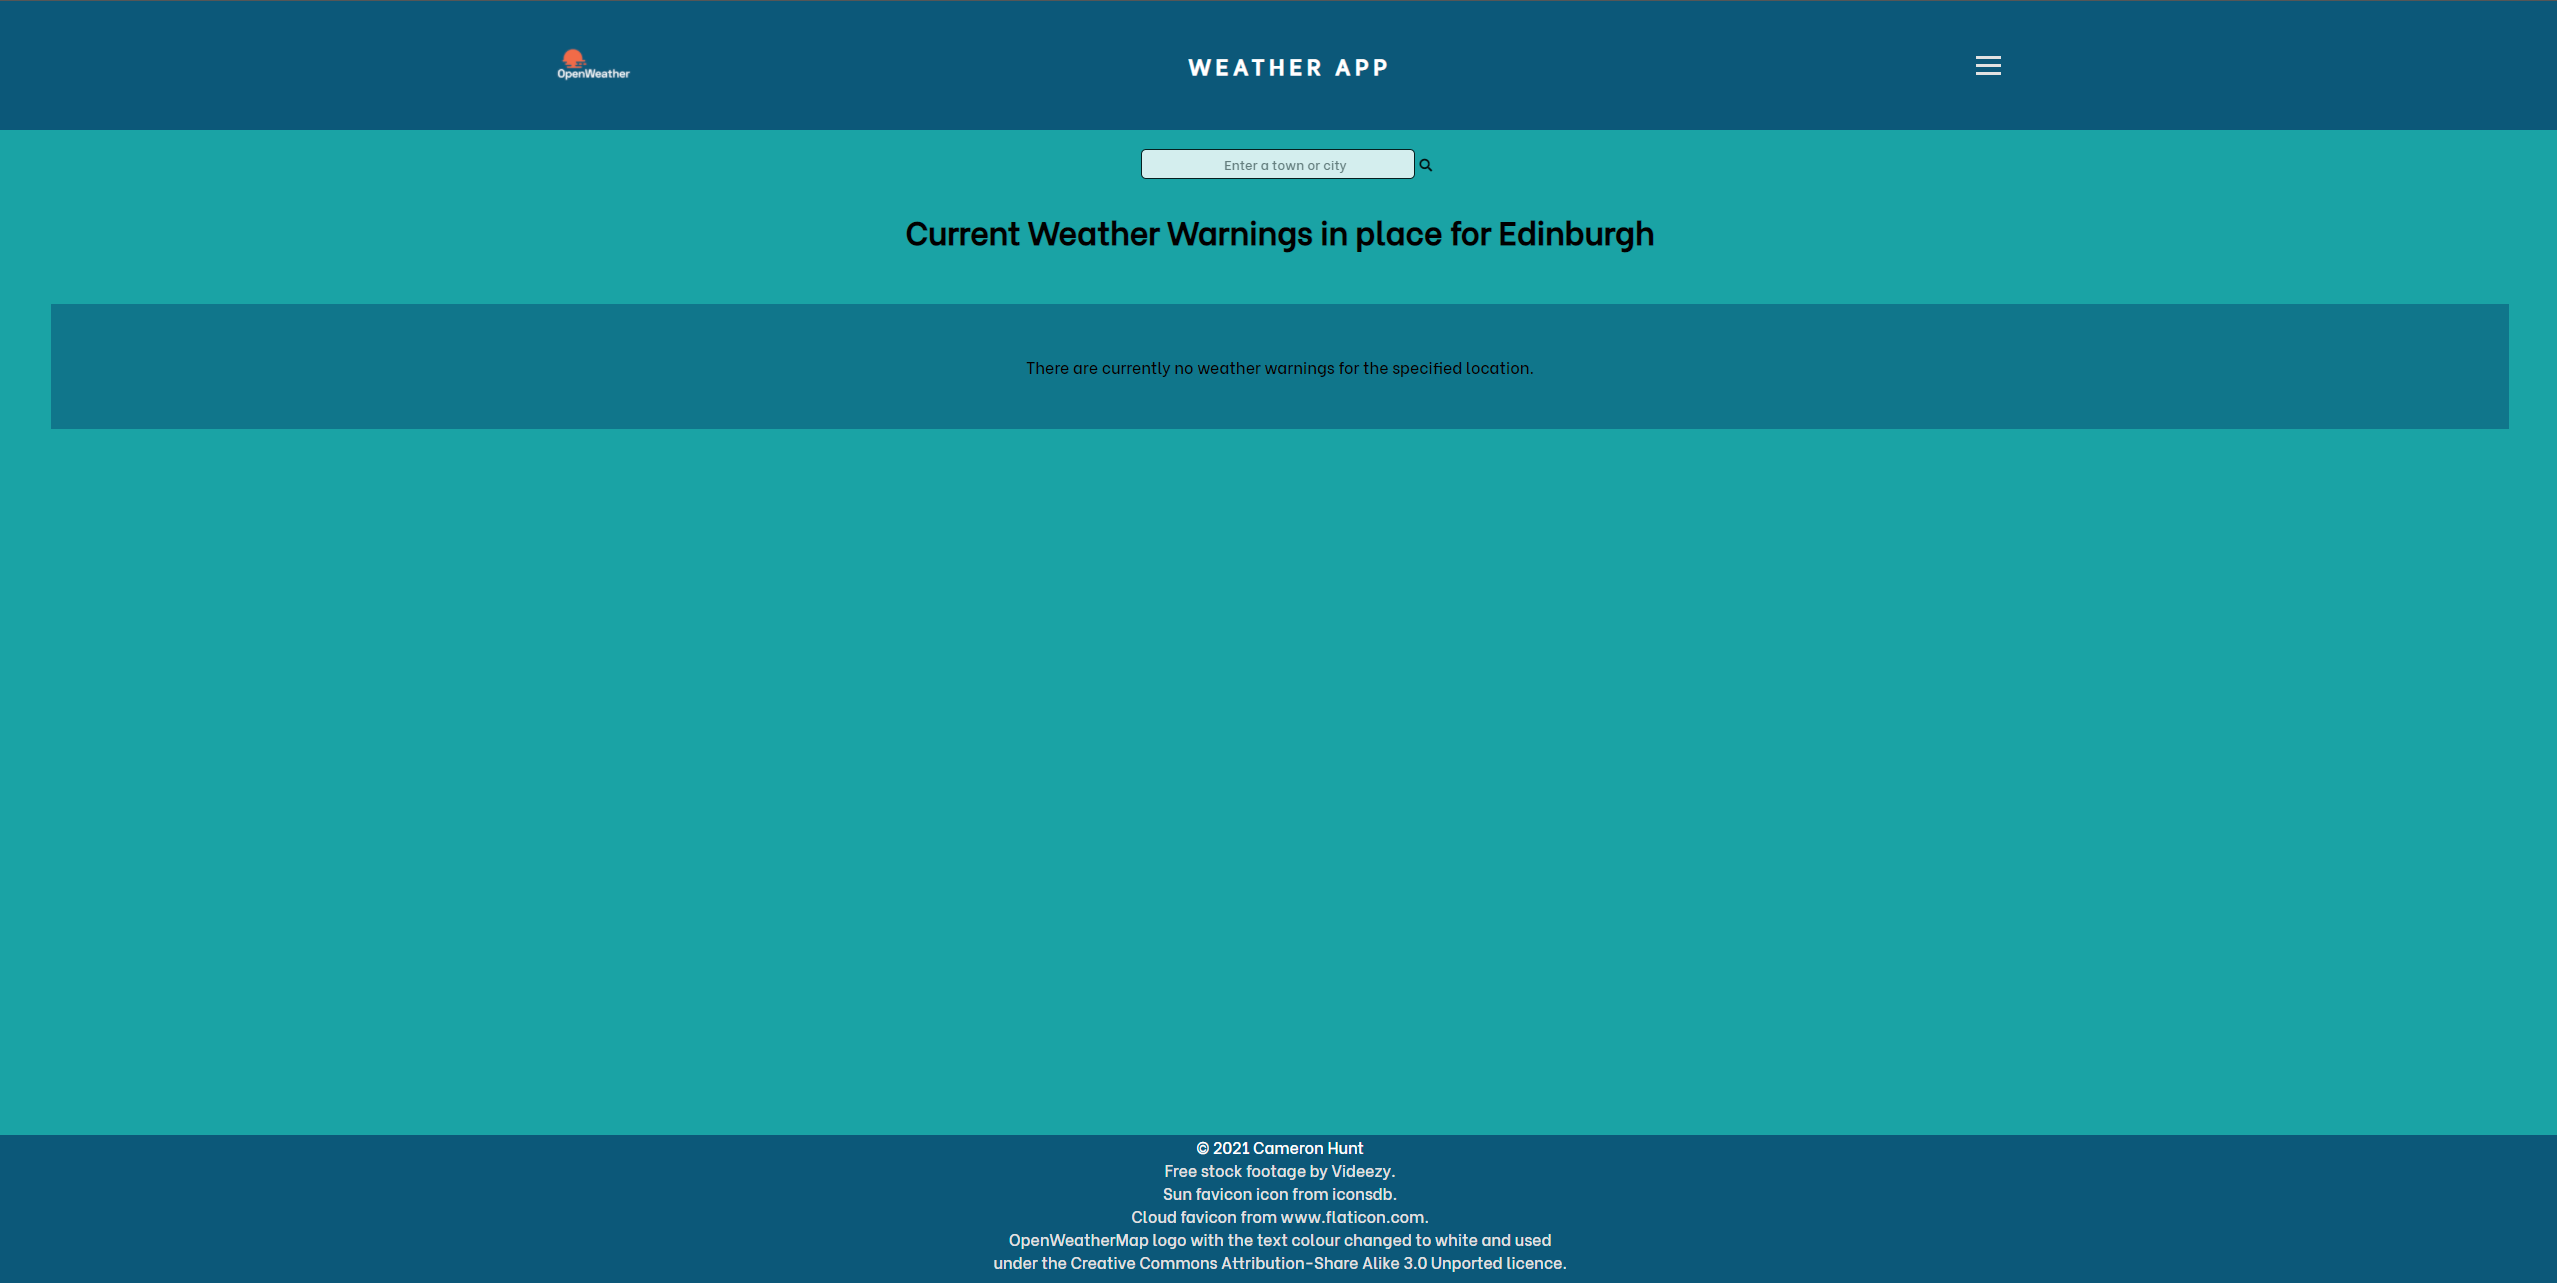 OpenWeather
WEATHER APP
Enter a town or city
Current Weather Warnings in place for Edinburgh
There are currently no weather warnings for the specified location.
© 2021 Cameron Hunt
Free stock footage by Videezy.
Sun favicon icon from iconsdb.
Cloud favicon from www.flaticon.com.
OpenWeatherMap logo with the text colour changed to white and used
under the Creative Commons Attribution-Share Alike 3.0 Unported licence.